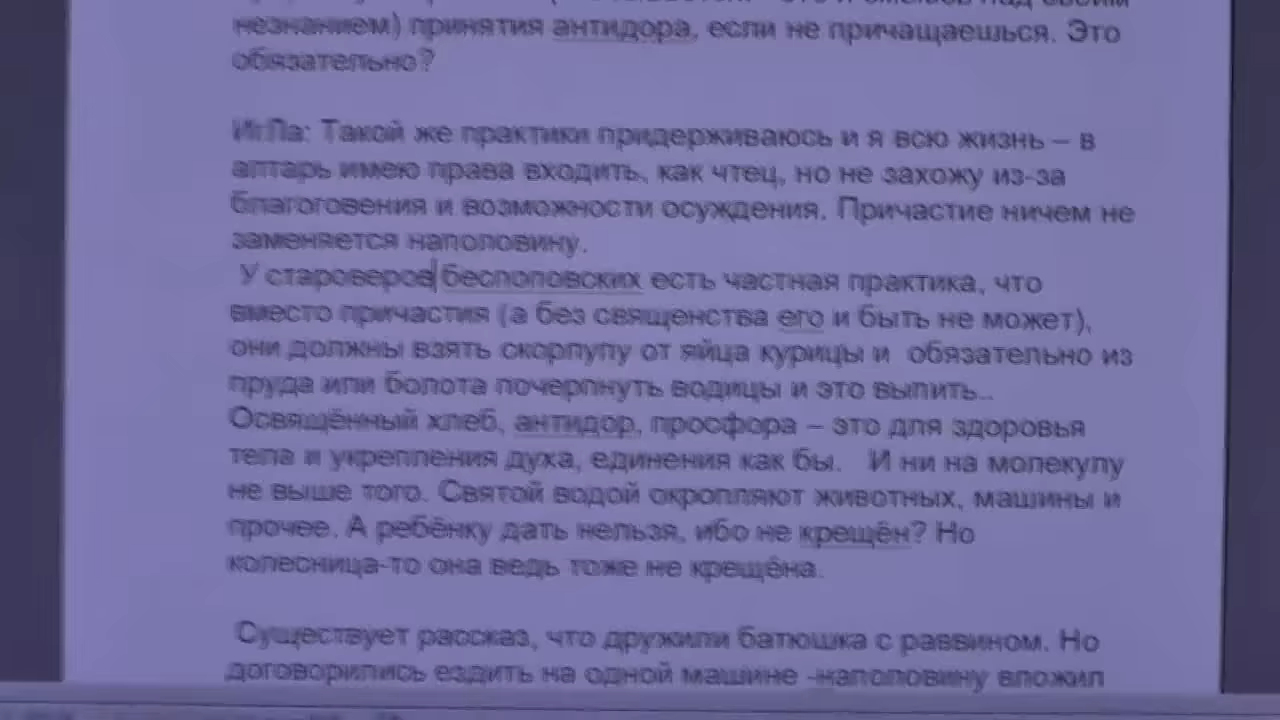 незнанием) принятия антидора, если не причащаешься. Это
обязательно?
ИгЛа: Такой же практики придерживаюсь и я всю жизнь – в
алтарь имею права входить, как чтец, но не захожу из-за
благоговения и возможности осуждения. Причастие ничем не
заменяется наполовину.
У староверов беспоповских есть частная практика, что
вместо причастия (а без священства его и быть не может),
они должны взять скорлупу от яйца курицы и обязательно из
пруда или болота почерпнуть водицы и это выпить..
Освящённый хлеб, антидор, просфора – это для здоровья
тела и укрепления духа, единения как бы. И ни на молекулу
не выше того. Святой водой окропляют животных, машины и
прочее. А ребёнку дать нельзя, ибо не крещён? Но
колесница-то она ведь тоже не крещёна.
Существует рассказ, что дружили батюшка с раввином. Но
договорились ездить на одной машине -наполовину вложил